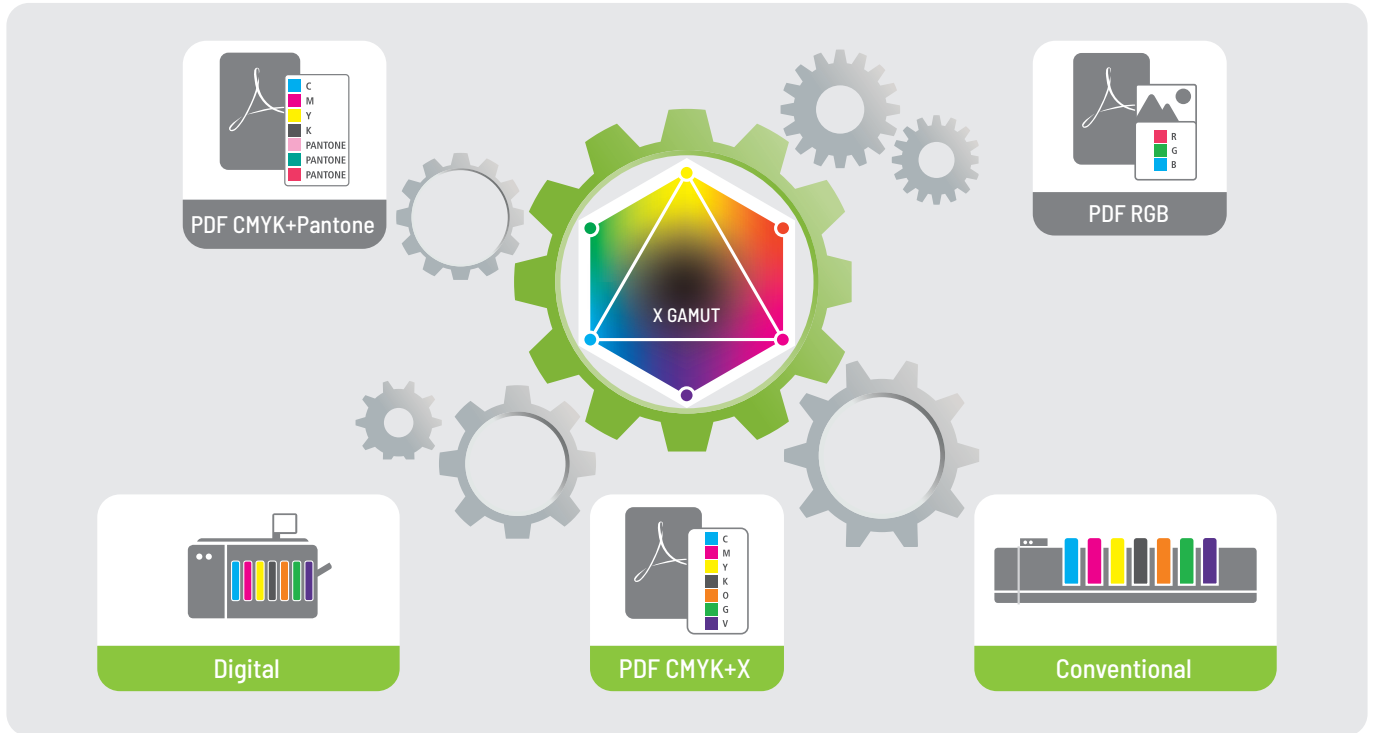 C
M
Y
K
PANTONE
PANTONE
PANTONE
PDF CMYK+Pantone
R
G
B
PDF RGB
X GAMUT
Digital
C
M
Y
K
O
G
V
PDF CMYK+X
Conventional